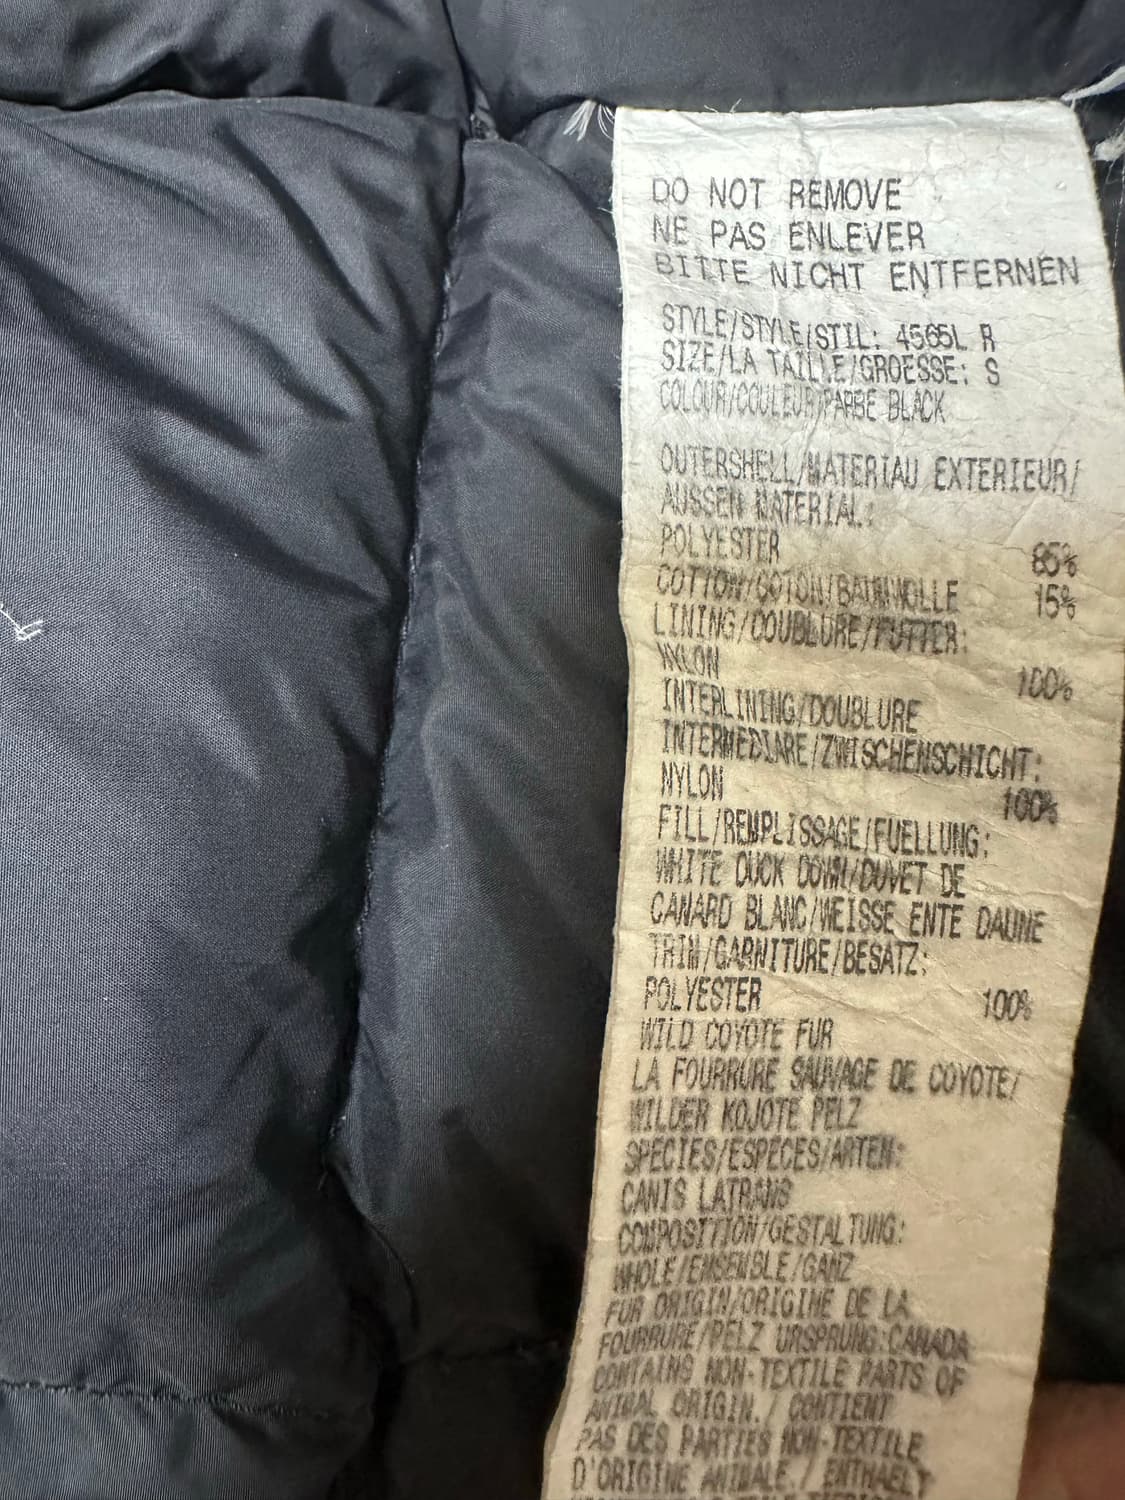 DO NOT REMOVE
NE PAS ENLEVER
BITTE NICHT ENTFERNEN
STYLE/STYLE/STIL: 4565L R
SIZE/LA TAILLE/GROESSE: S
COLOUR/COULEUR/FARBE BLACK
OUTERSHELL/MATERIAU EXTERIEUR/
AUSSEN MATERIAL:
POLYESTER 85%
COTTON/COTON/BAUMWOLLE 15%
LINING/DOUBLURE/FUTTER:
NYLON 100%
INTERLINING/DOUBLURE
INTERMEDIARE/ZWISCHENSCHICHT:
NYLON 100%
FILL/REMPLISSAGE/FUELLUNG:
WHITE DUCK DOWN/DUVET DE
CANARD BLANC/WEISSE ENTE DAUNE
TRIM/GARNITURE/BESATZ:
POLYESTER 100%
WILD COYOTE FUR
LA FOURRURE SAUVAGE DE COYOTE/
WILDER KOJOTE PELZ
SPECIES/ESPECES/ARTEN:
CANIS LATRANS
COMPOSITION/GESTALTUNG:
WHOLE/ENSEMBLE/GANZ
FUR ORIGIN/ORIGINE DE LA
FOURRURE/PELZ URSPRUNG:CANADA
CONTAINS NON-TEXTILE PARTS OF
ANIMAL ORIGIN. / CONTIENT
PAS DES PARTIES NON-TEXTILE
D'ORIGINE ANIMALE. / ENTHAELT